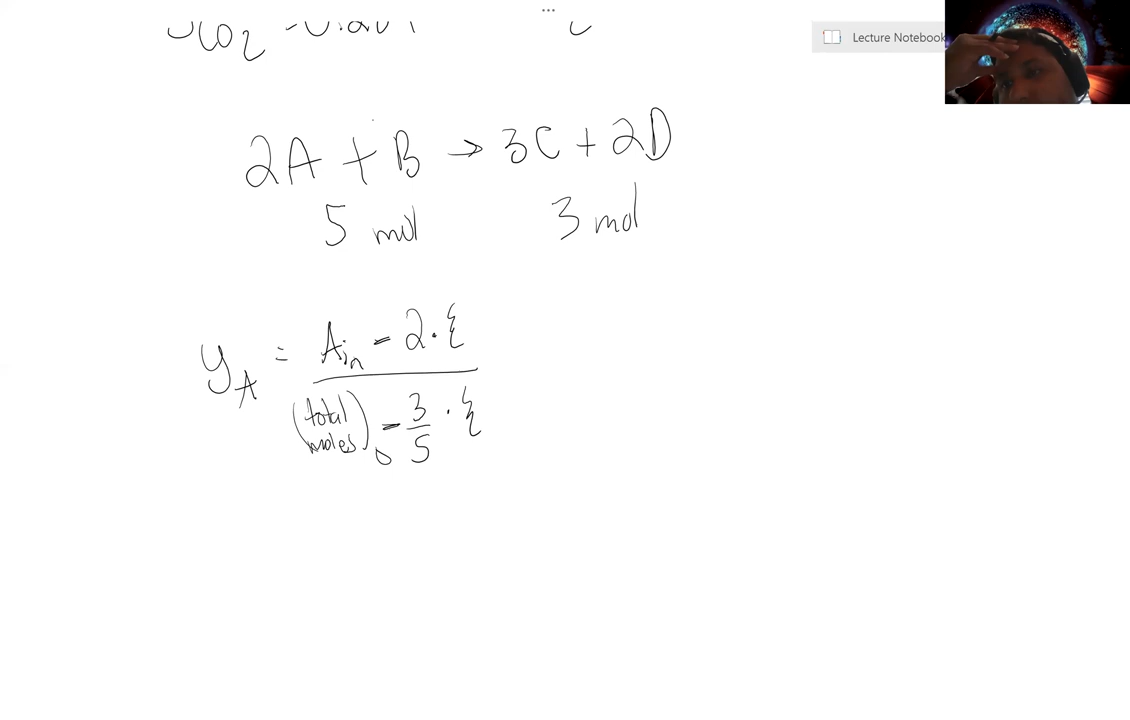 Lecture Notebook
2A + B → 3C + 2D
5 mol 3 mol
y_A = (A_in - 2·ξ) / ((total moles)_0 - 3/5 · ξ)